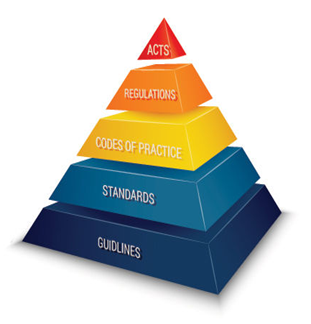 ACTS
REGULATIONS
CODES OF PRACTICE
STANDARDS
GUIDLINES